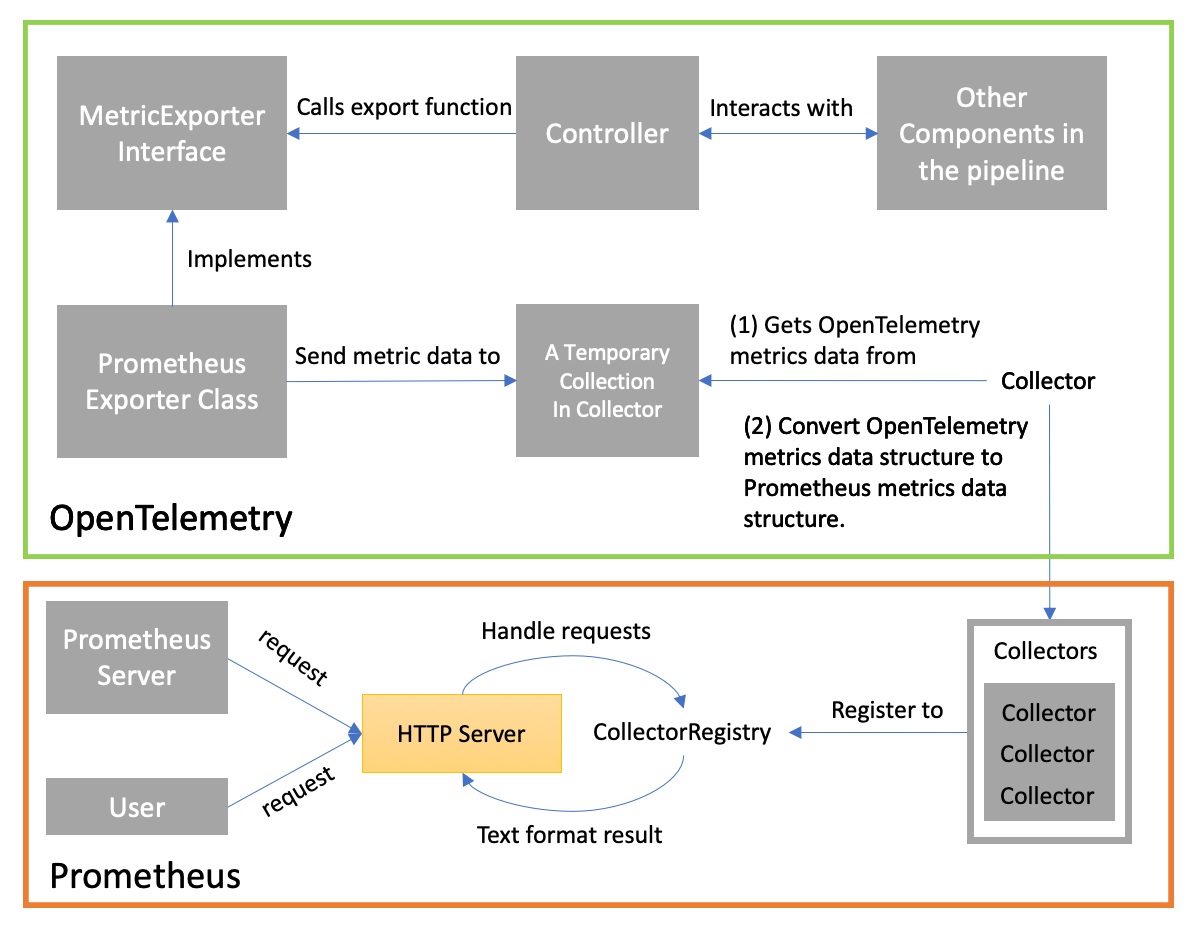 MetricExporter
Interface
Calls export function
Controller
Interacts with
Other
Components in
the pipeline
Implements
Prometheus
Exporter Class
Send metric data to
A Temporary
Collection
In Collector
(1) Gets OpenTelemetry
metrics data from
Collector
(2) Convert OpenTelemetry
metrics data structure to
Prometheus metrics data
structure.
OpenTelemetry
Prometheus
Server
request
User
request
HTTP Server
Handle requests
CollectorRegistry
Text format result
Register to
Collectors
Collector
Collector
Collector
Prometheus